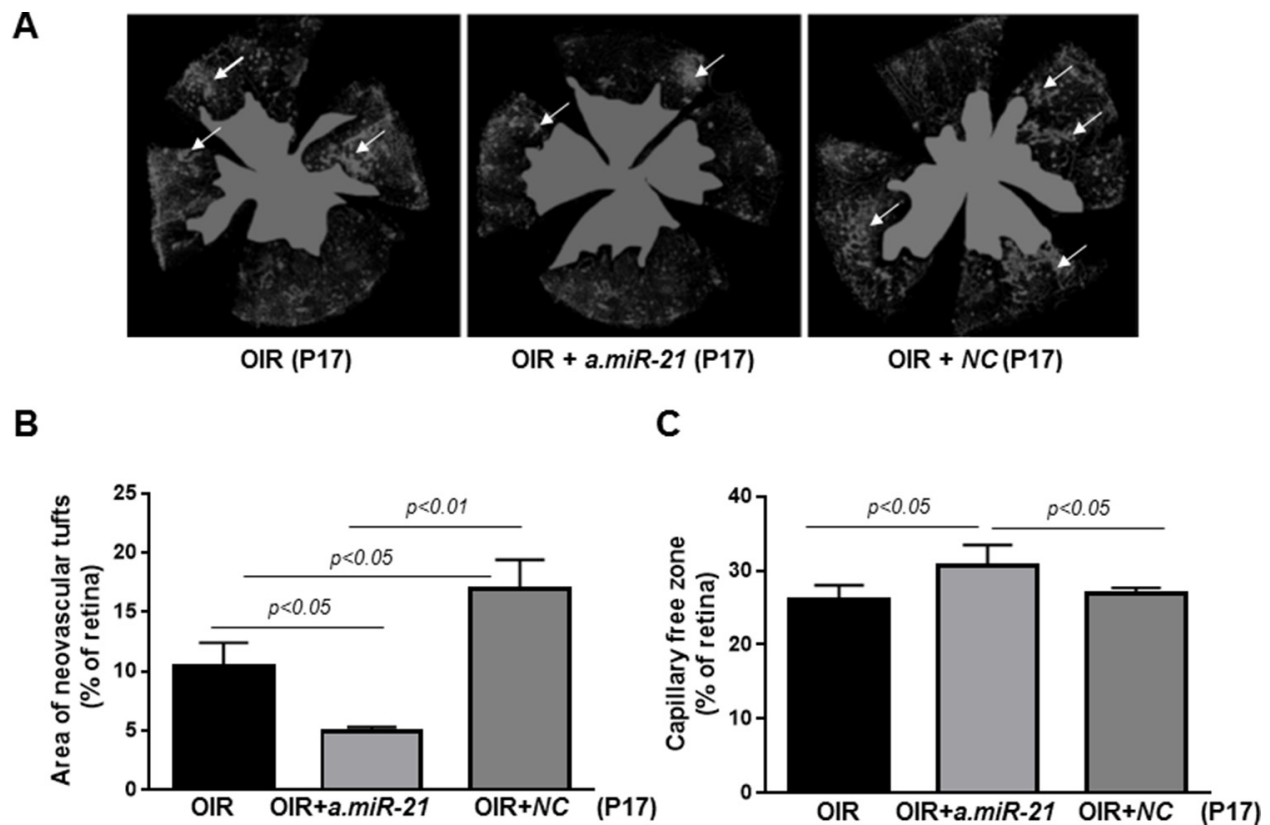 A
OIR (P17)
OIR + a.miR-21 (P17)
OIR + NC (P17)
B
Area of neovascular tufts
(% of retina)
25
20
15
10
5
0
p<0.01
p<0.05
p<0.05
OIR
OIR+a.miR-21
OIR+NC
(P17)
C
Capillary free zone
(% of retina)
40
30
20
10
0
p<0.05
p<0.05
OIR
OIR+a.miR-21
OIR+NC
(P17)